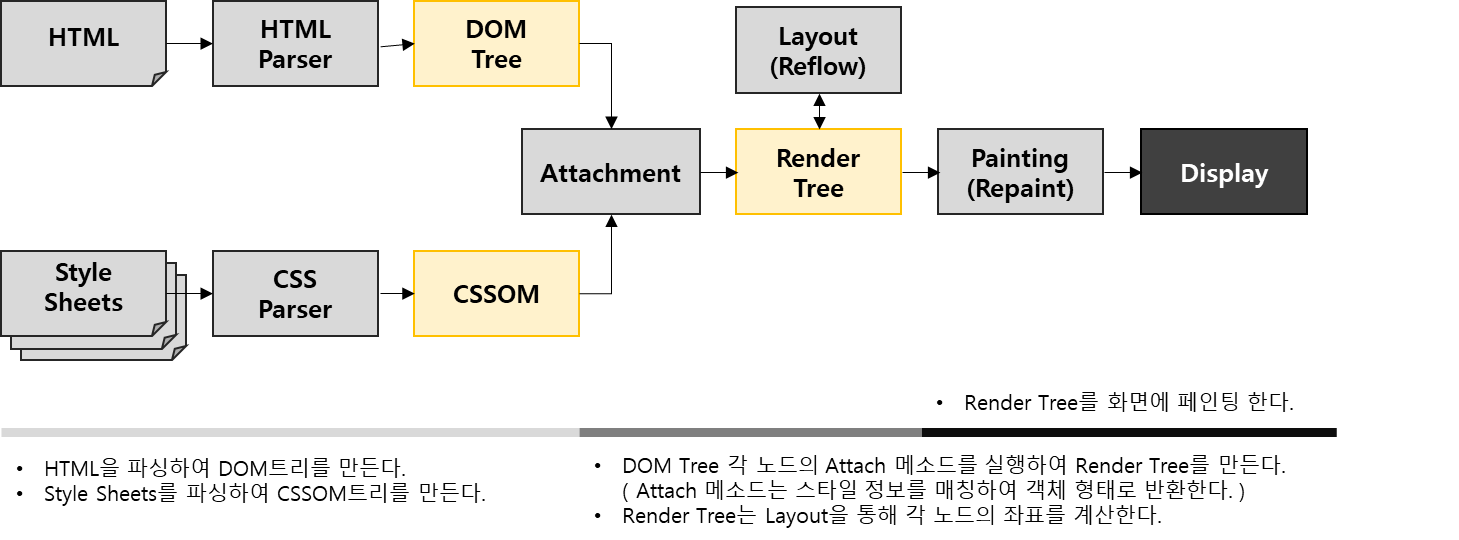 HTML
HTML
Parser
DOM
Tree
Layout
(Reflow)
Attachment
Render
Tree
Painting
(Repaint)
Display
Style
Sheets
CSS
Parser
CSSOM
• Render Tree를 화면에 페인팅 한다.
• HTML을 파싱하여 DOM트리를 만든다.
• Style Sheets를 파싱하여 CSSOM트리를 만든다.
• DOM Tree 각 노드의 Attach 메소드를 실행하여 Render Tree를 만든다.
( Attach 메소드는 스타일 정보를 매칭하여 객체 형태로 반환한다. )
• Render Tree는 Layout을 통해 각 노드의 좌표를 계산한다.